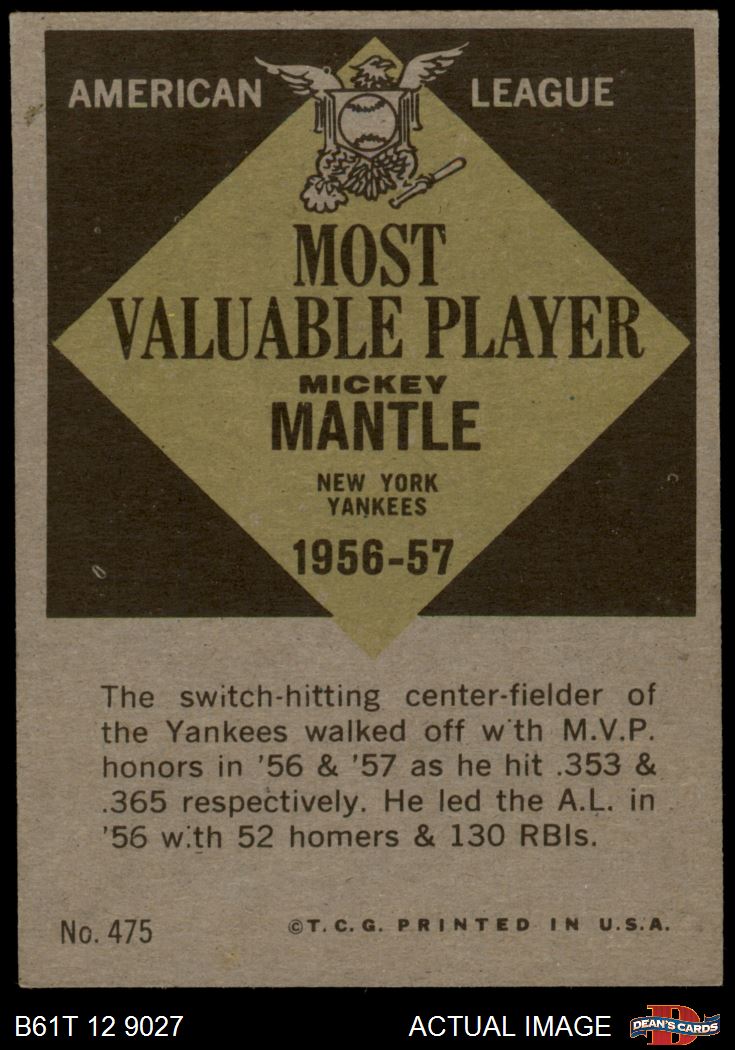 AMERICAN LEAGUE
MOST
VALUABLE PLAYER
MICKEY
MANTLE
NEW YORK
YANKEES
1956-57
The switch-hitting center-fielder of
the Yankees walked off w th M.V.P.
honors in '56 & '57 as he hit .353 &
.365 respectively. He led the A.L. in
'56 w.th 52 homers & 130 RBIs.
No. 475
©T.C.G. PRINTED IN U.S.A.
B61T 12 9027
ACTUAL IMAGE
DEAN'S CARDS